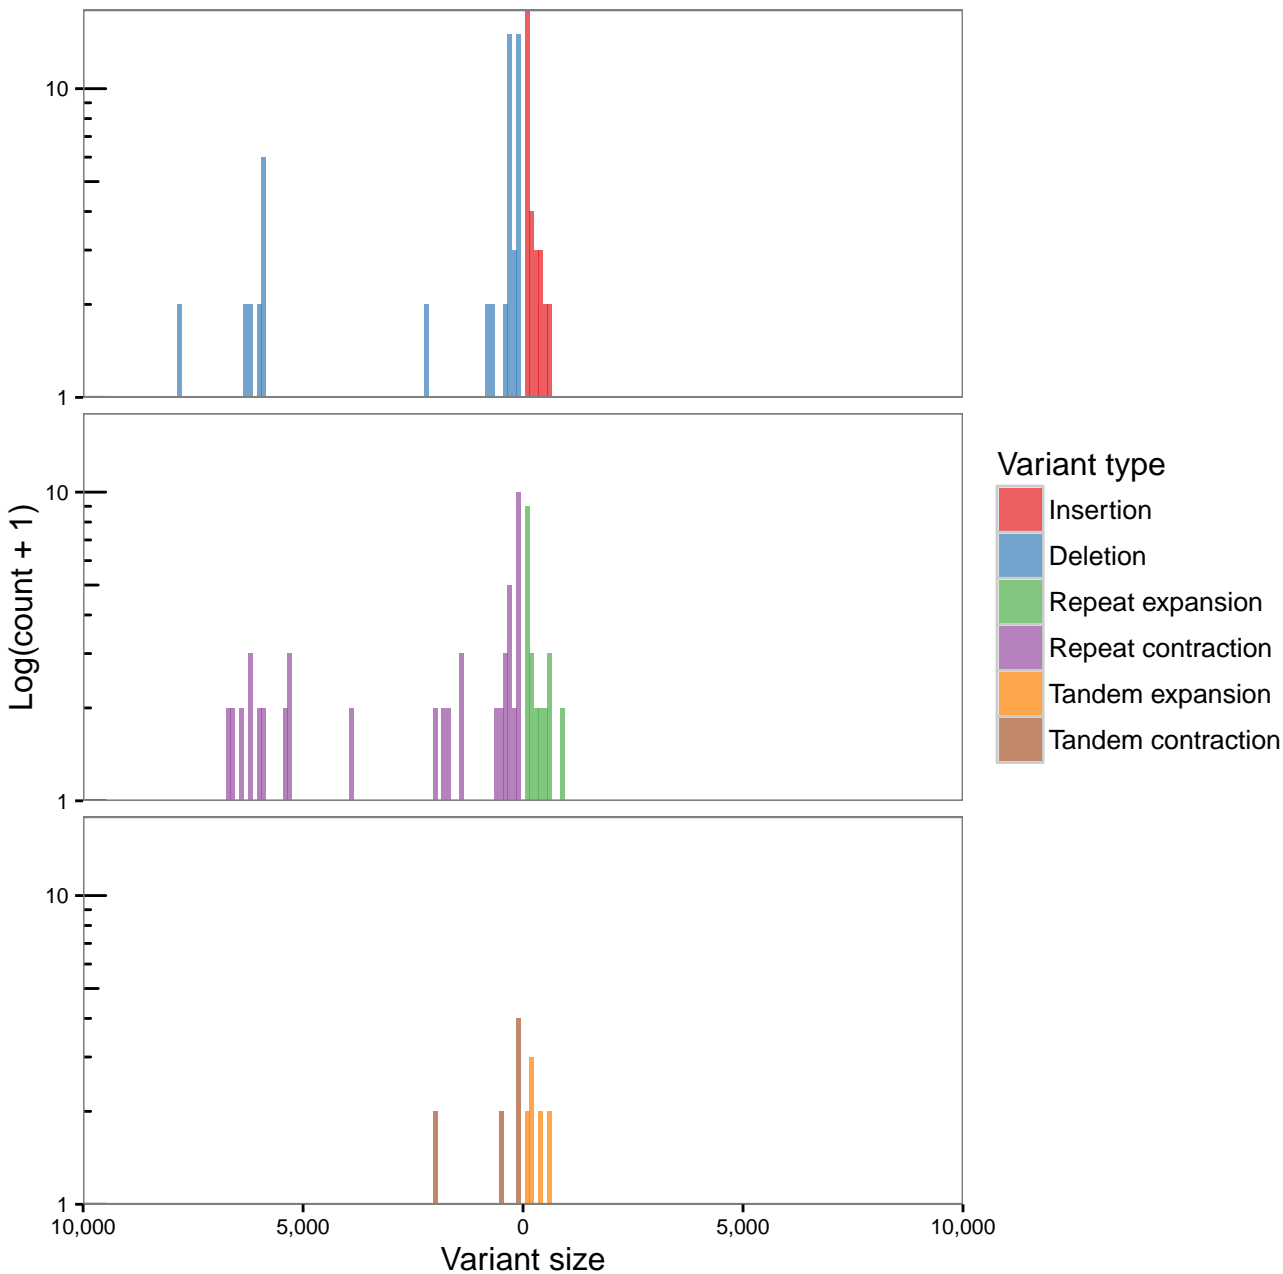 10
1
10
1
10
1
Log(count + 1)
10,000
5,000
0
5,000
10,000
Variant size
Variant type
Insertion
Deletion
Repeat expansion
Repeat contraction
Tandem expansion
Tandem contraction